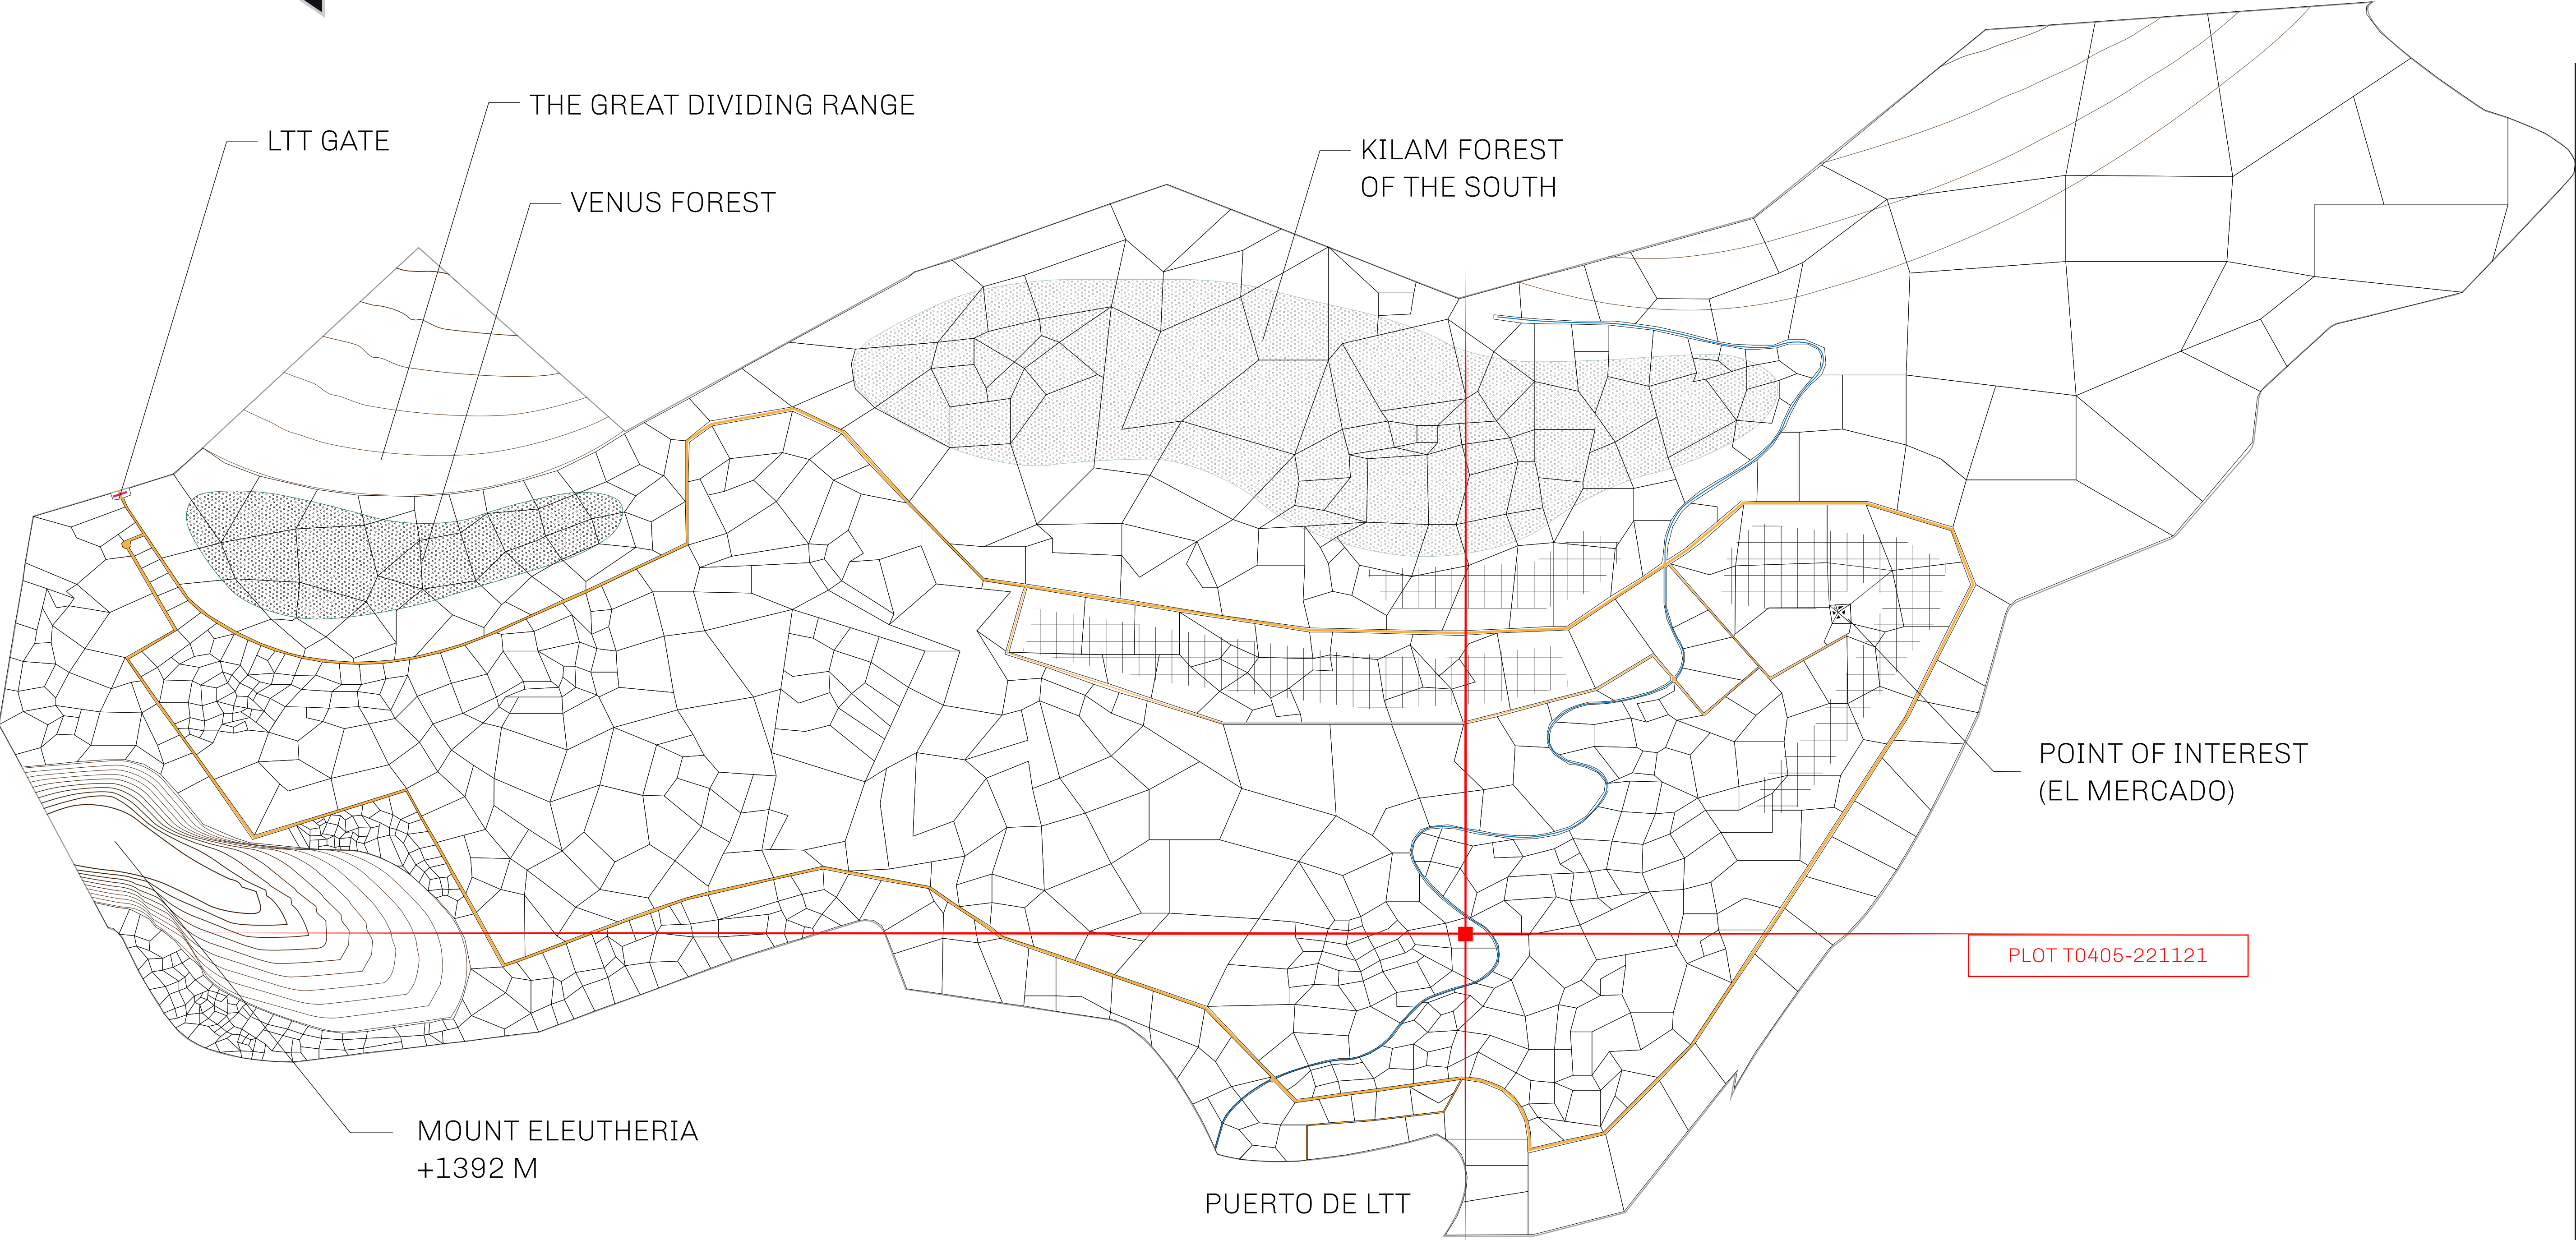 THE GREAT DIVIDING RANGE
LTT GATE
VENUS FOREST
KILAM FOREST
OF THE SOUTH
POINT OF INTEREST
(EL MERCADO)
PLOT T0405-221121
MOUNT ELEUTHERIA
+1392 M
PUERTO DE LTT